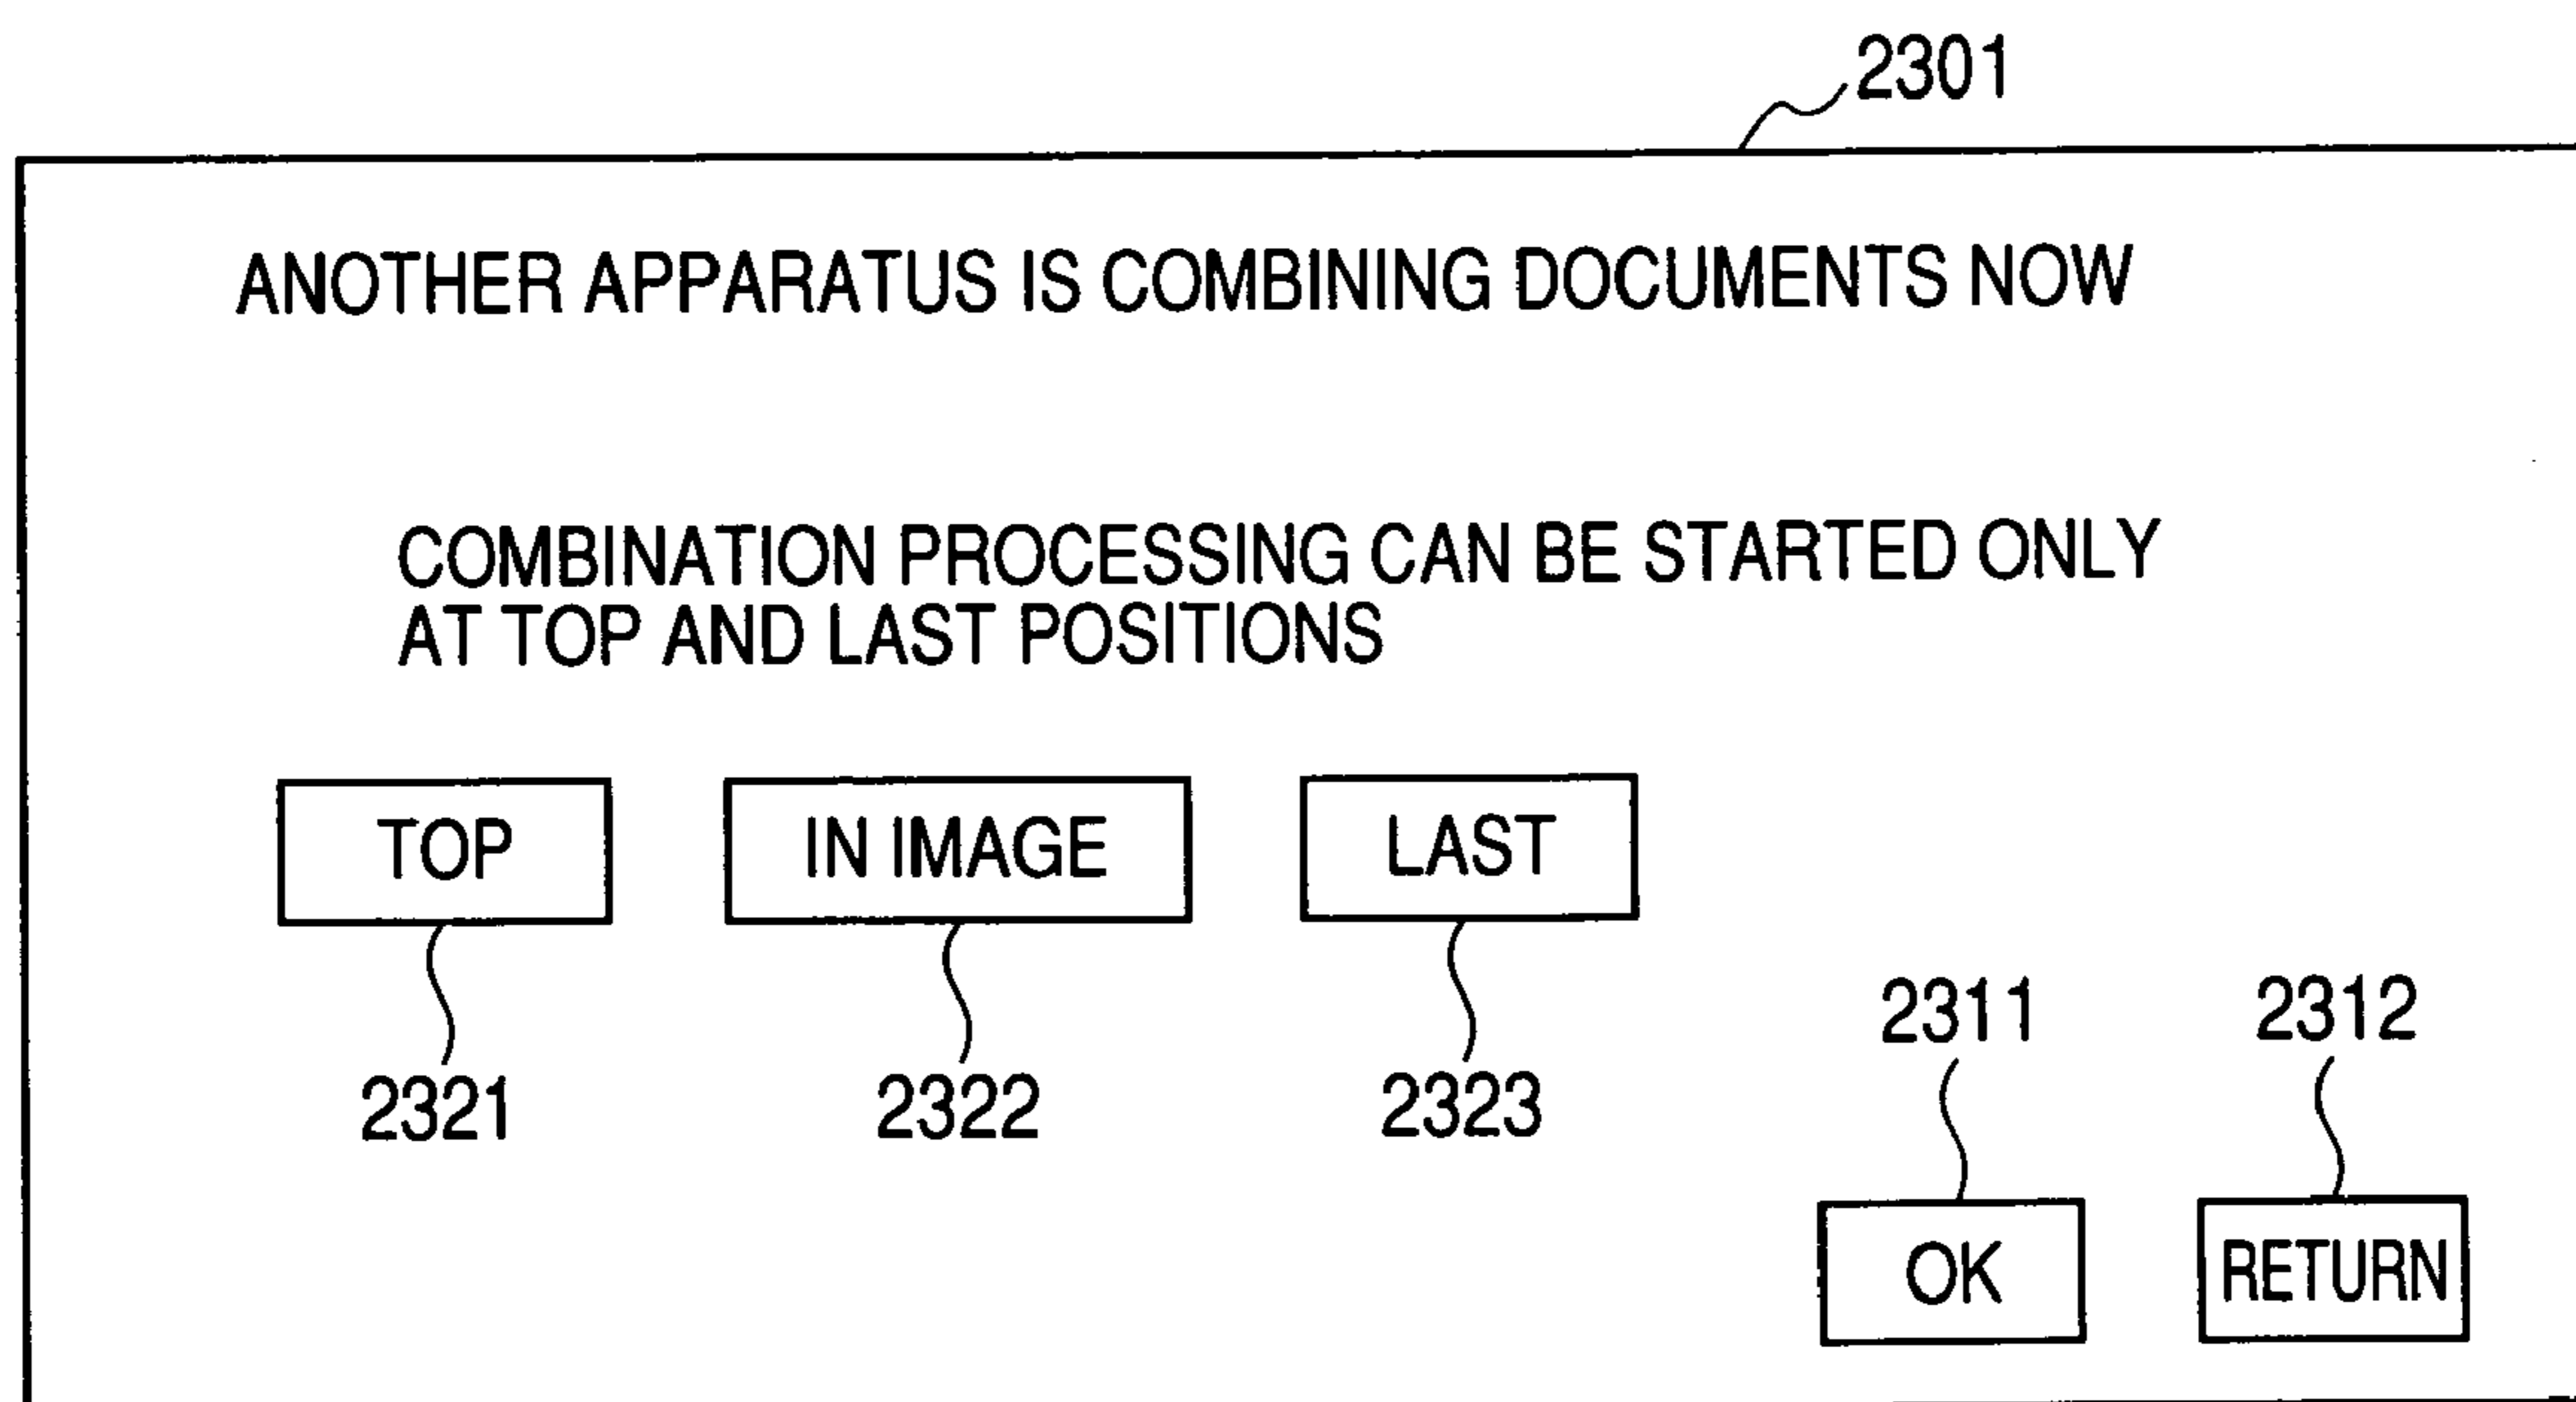 2301
ANOTHER APPARATUS IS COMBINING DOCUMENTS NOW
COMBINATION PROCESSING CAN BE STARTED ONLY
AT TOP AND LAST POSITIONS
TOP IN IMAGE LAST
2311 2312
2321 2322 2323
OK RETURN